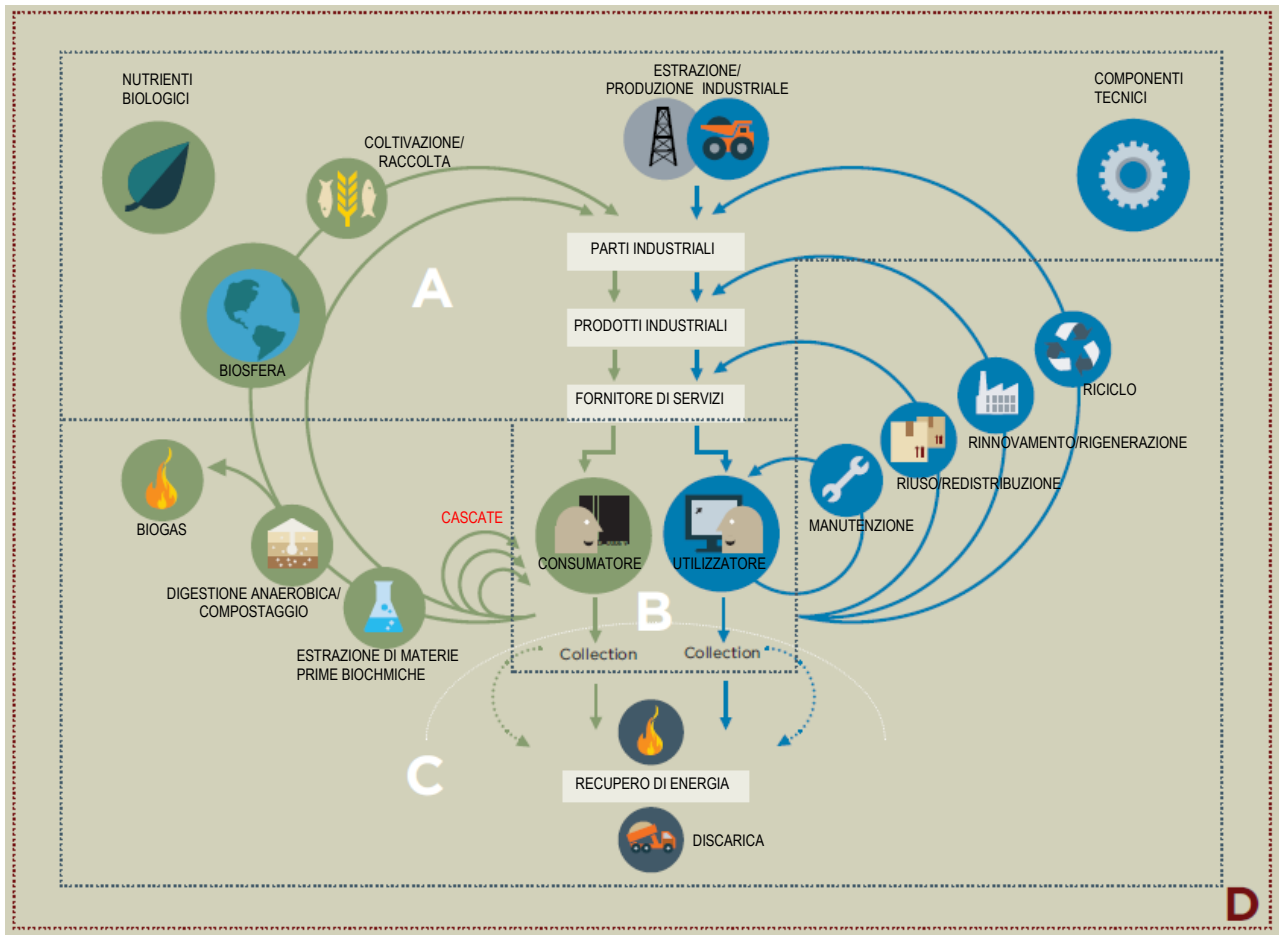 NUTRIENTI
BIOLOGICI
ESTRAZIONE/
PRODUZIONE INDUSTRIALE
COMPONENTI
TECNICI
COLTIVAZIONE/
RACCOLTA
PARTI INDUSTRIALI
A
PRODOTTI INDUSTRIALI
BIOSFERA
FORNITORE DI SERVIZI
RICICLO
RINNOVAMENTO/RIGENERAZIONE
RIUSO/REDISTRIBUZIONE
MANUTENZIONE
BIOGAS
CASCATE
CONSUMATORE
UTILIZZATORE
DIGESTIONE ANAEROBICA/
COMPOSTAGGIO
B
ESTRAZIONE DI MATERIE
PRIME BIOCHMICHE
Collection
Collection
C
RECUPERO DI ENERGIA
DISCARICA
D